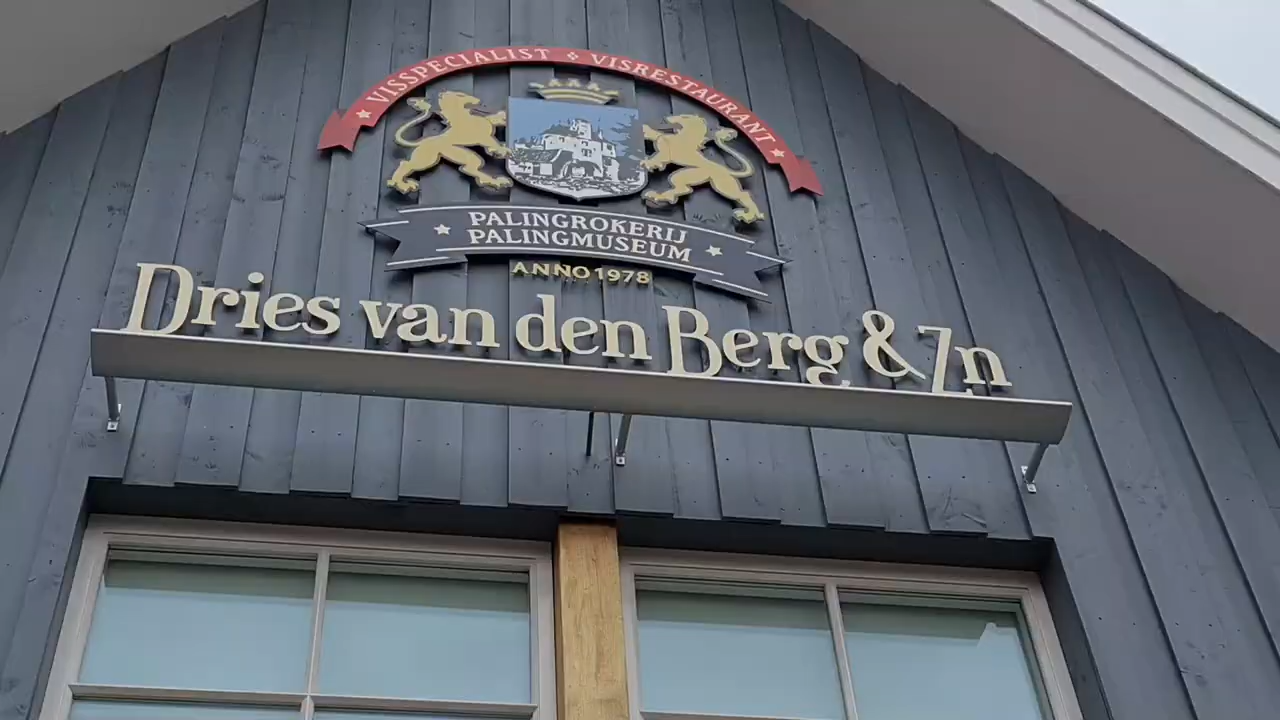 VISSPECIALIST VISRESTAURANT
PALINGROKERIJ
PALINGMUSEUM
ANNO 1978
Dries van den Berg & Zn